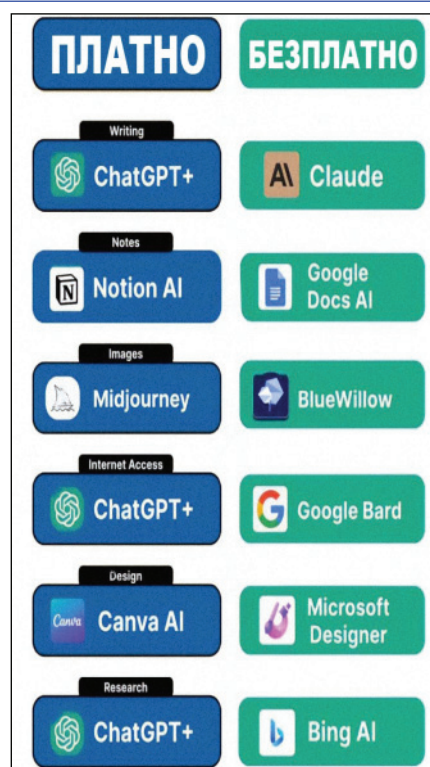 ПЛАТНО
БЕЗПЛАТНО
Writing
ChatGPT+
Claude
Notes
Notion AI
Google
Docs AI
Images
Midjourney
BlueWillow
Internet Access
ChatGPT+
Google Bard
Design
Canva
Canva AI
Microsoft
Designer
Research
ChatGPT+
Bing AI